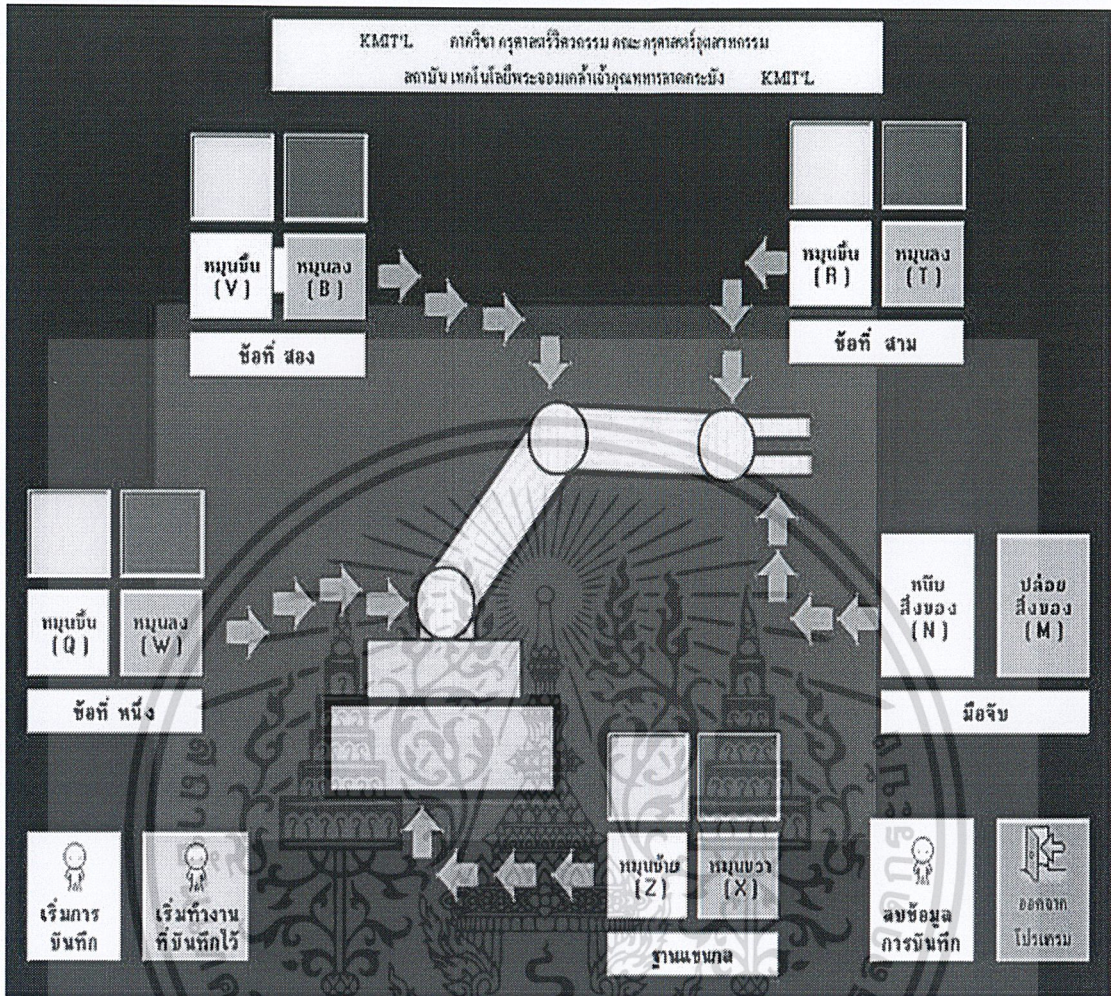 KMIT'L ภาควิชา ครุศาสตร์วิศวกรรม คณะ ครุศาสตร์อุตสาหกรรม
สถาบัน เทคโนโลยีพระจอมเกล้าเจ้าคุณทหารลาดกระบัง KMIT'L
หมุนขึ้น
(V)
หมุนลง
(B)
ข้อที่ สอง
หมุนขึ้น
(R)
หมุนลง
(T)
ข้อที่ สาม
หมุนขึ้น
(Q)
หมุนลง
(W)
ข้อที่ หนึ่ง
หนีบ
สิ่งของ
(N)
ปล่อย
สิ่งของ
(M)
มือจับ
หมุนซ้าย
(Z)
หมุนขวา
(X)
ฐานแขนกล
เริ่มการ
บันทึก
เริ่มทำงาน
ที่บันทึกไว้
ลบข้อมูล
การบันทึก
ออกจาก
โปรแกรม